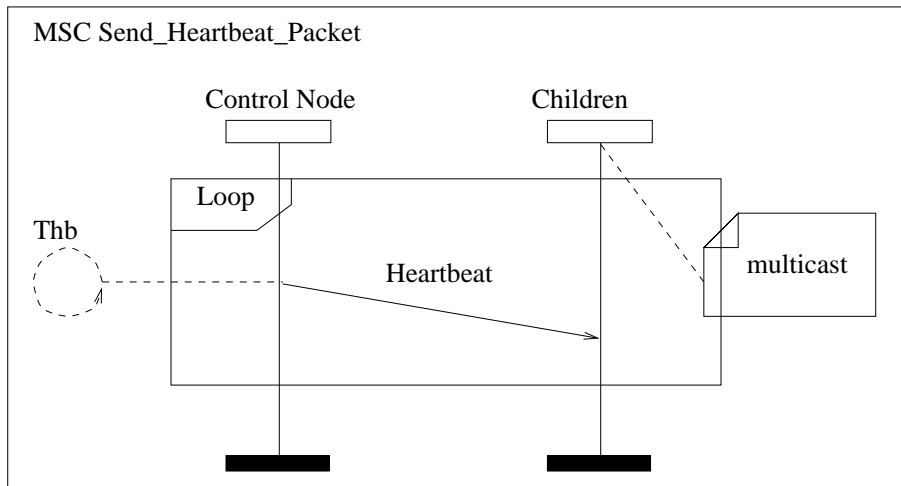 MSC Send_Heartbeat_Packet
Control Node
Children
Loop
Thb
Heartbeat
multicast